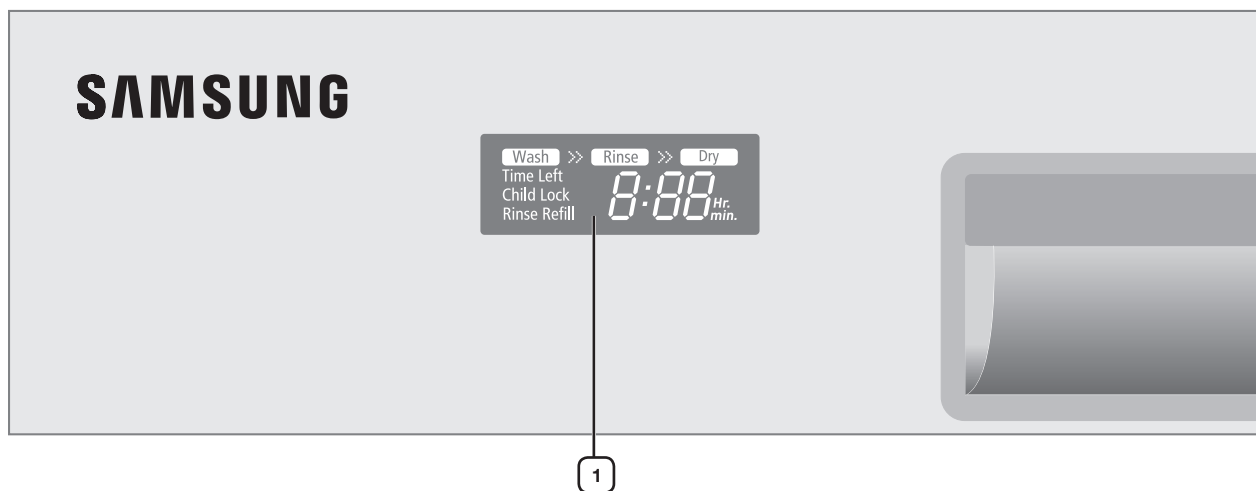 SAMSUNG
Wash » Rinse » Dry
Time Left
Child Lock
Rinse Refill
8:88 Hr. min.
1